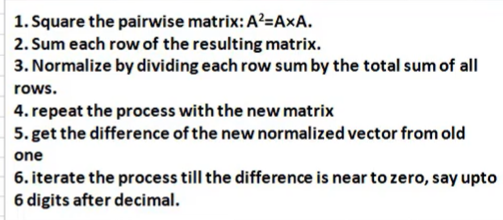 1. Square the pairwise matrix: A²=A×A.
2. Sum each row of the resulting matrix.
3. Normalize by dividing each row sum by the total sum of all
rows.
4. repeat the process with the new matrix
5. get the difference of the new normalized vector from old
one
6. iterate the process till the difference is near to zero, say upto
6 digits after decimal.